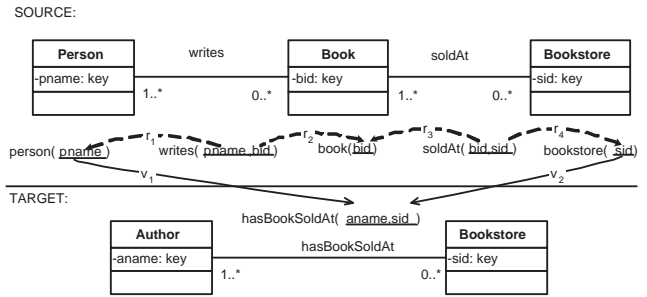 SOURCE:
Person writes Book soldAt Bookstore
-pname: key -bid: key -sid: key
1..* 0..* 1..* 0..*
r1 r2 r3 r4
person( pname ) writes( pname,bid ) book(bid) soldAt( bid,sid ) bookstore( sid )
v1 v2
TARGET:
hasBookSoldAt( aname,sid )
Author hasBookSoldAt Bookstore
-aname: key -sid: key
1..* 0..*